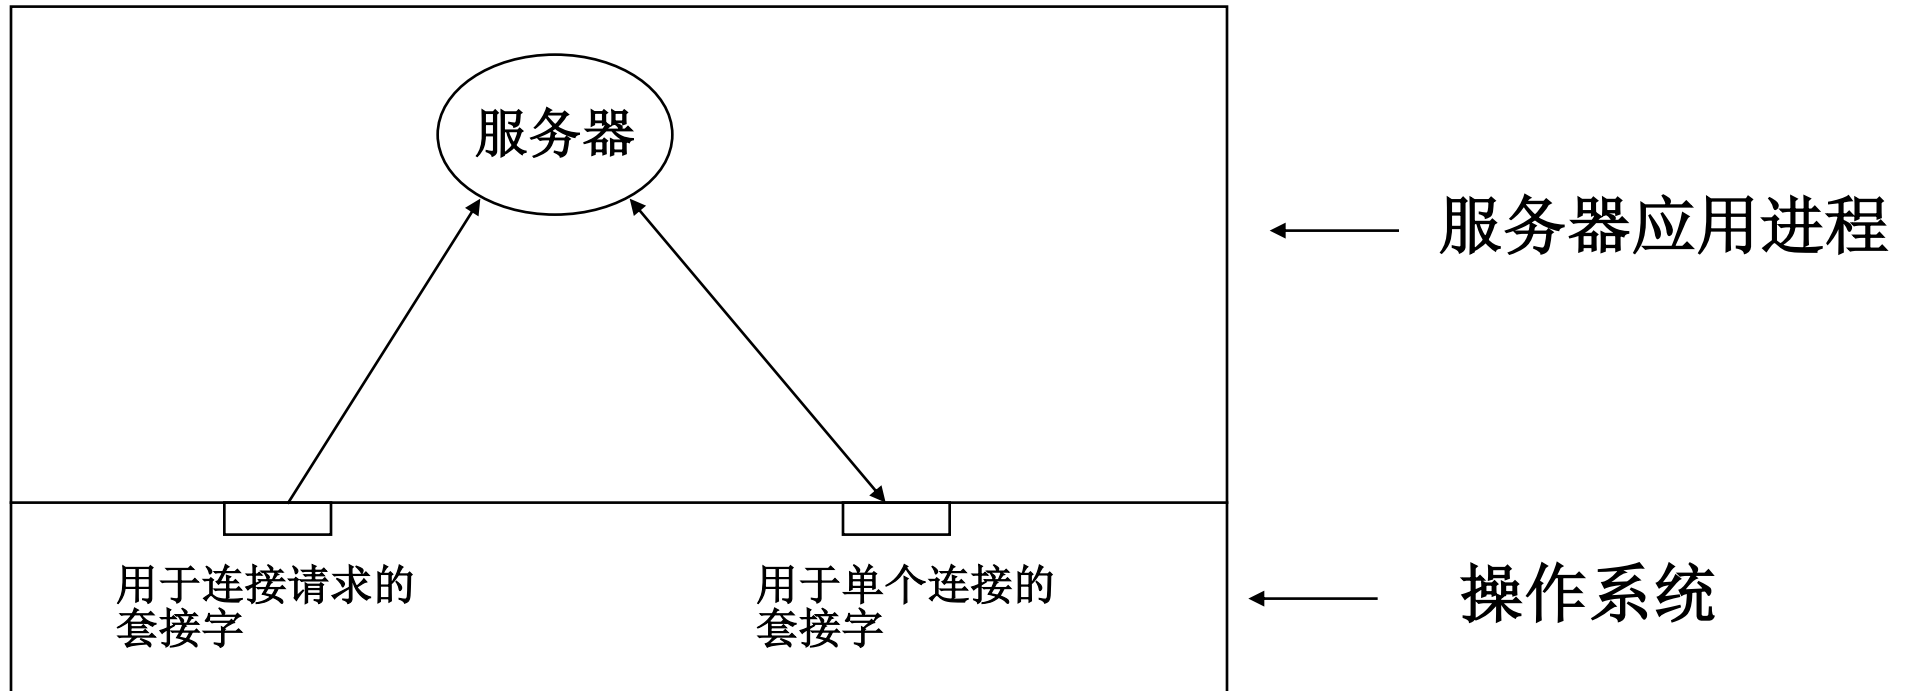 服务器
服务器应用进程
用于连接请求的
套接字
用于单个连接的
套接字
操作系统